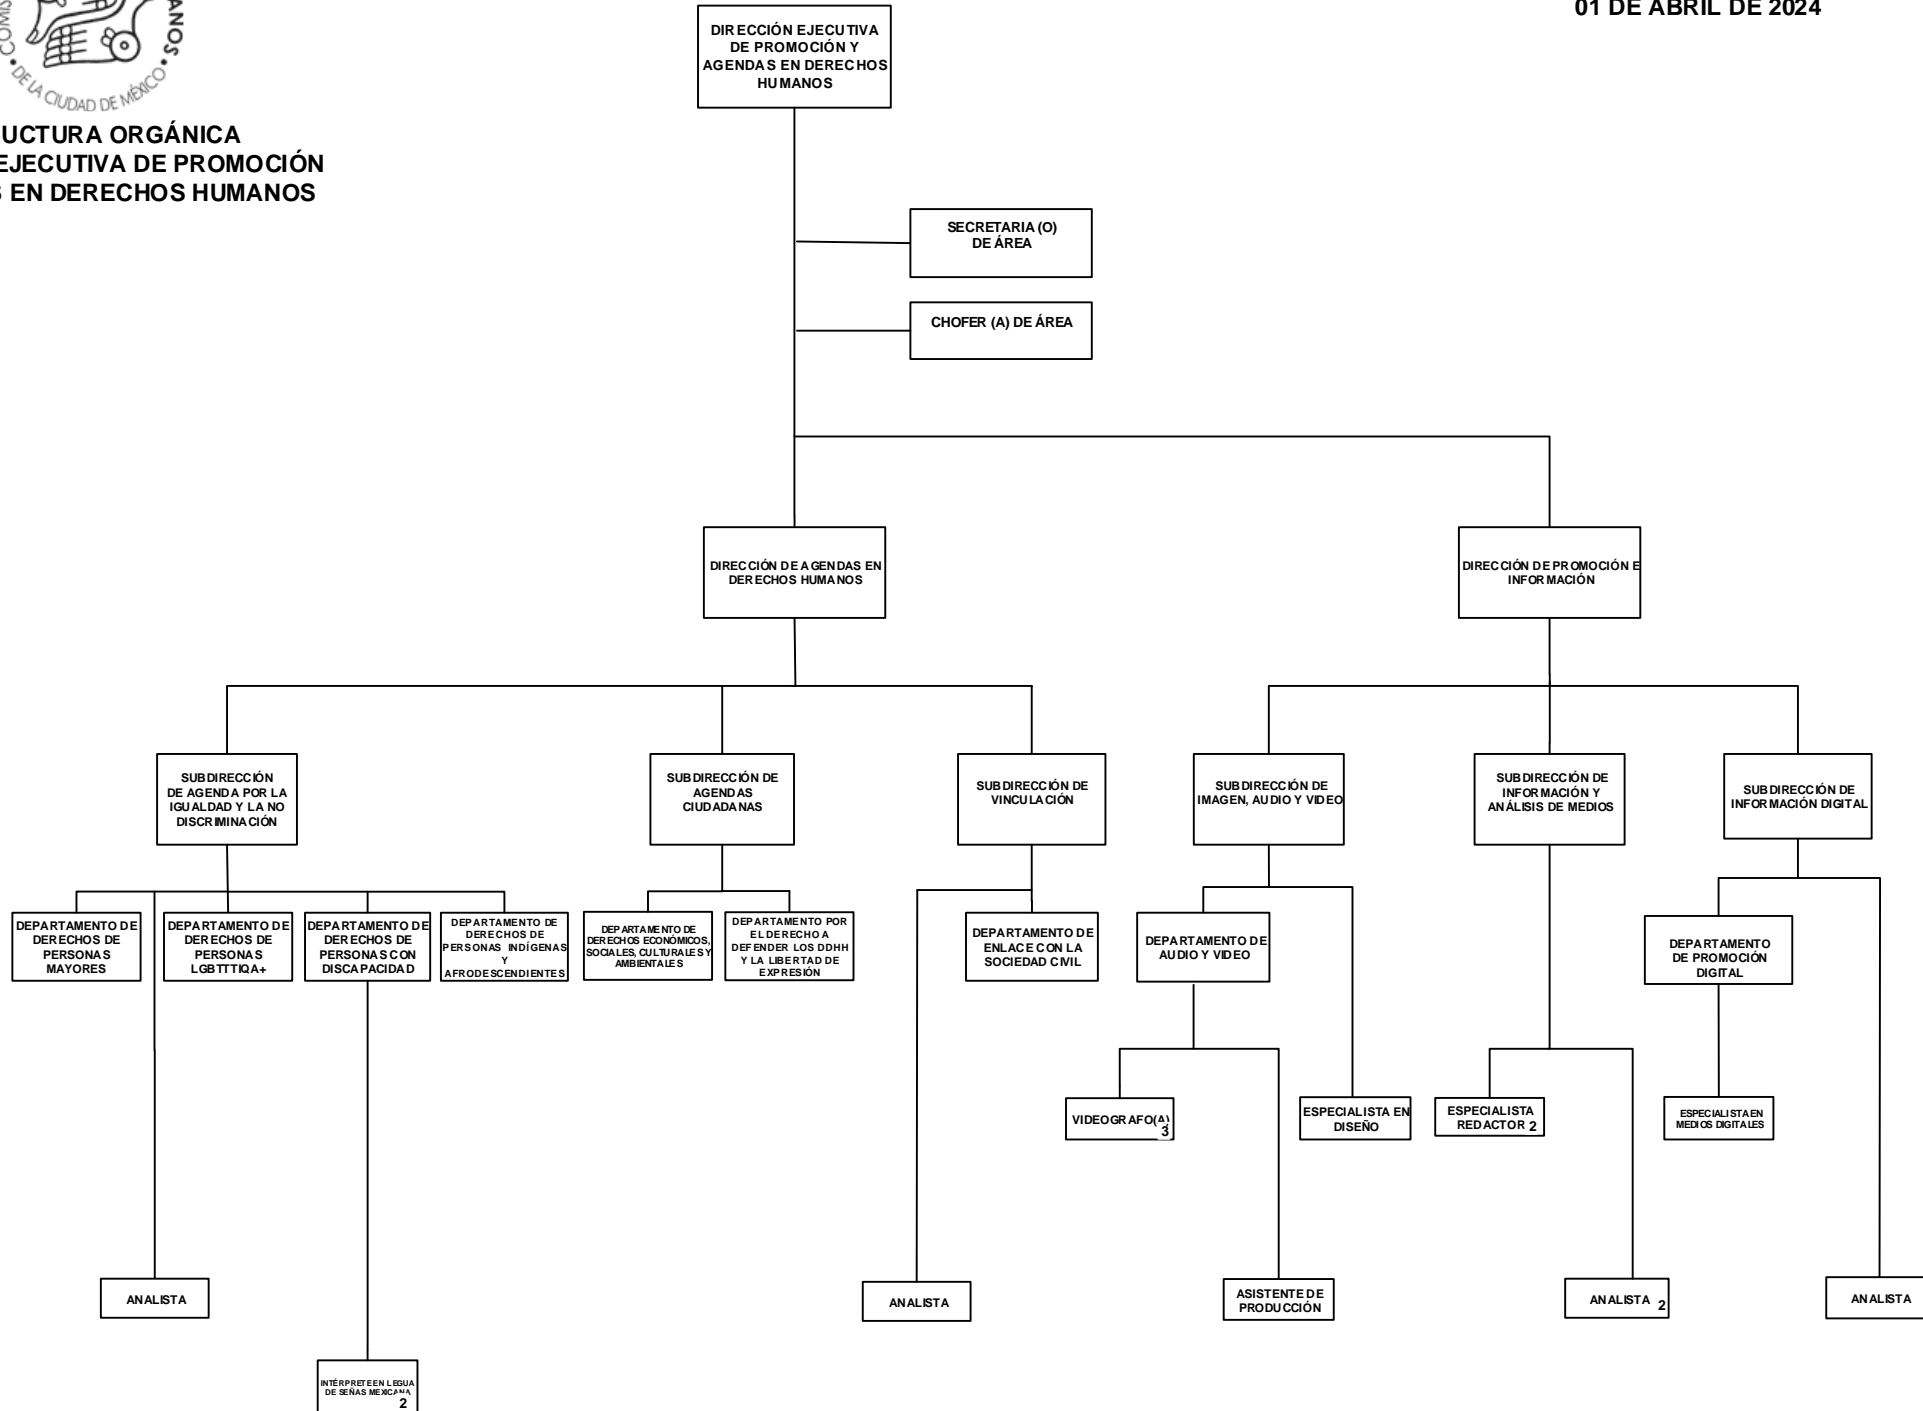 01 DE ABRIL DE 2024
DE LA CIUDAD DE MÉXICO
UCTURA ORGÁNICA
EJECUTIVA DE PROMOCIÓN
S EN DERECHOS HUMANOS
DIRECCIÓN EJECUTIVA
DE PROMOCIÓN Y
AGENDAS EN DERECHOS
HUMANOS
SECRETARIA (O)
DE ÁREA
CHOFER (A) DE ÁREA
DIRECCIÓN DE AGENDAS EN
DERECHOS HUMANOS
DIRECCIÓN DE PROMOCIÓN E
INFORMACIÓN
SUBDIRECCIÓN
DE AGENDA POR LA
IGUALDAD Y LA NO
DISCRIMINACIÓN
SUBDIRECCIÓN DE
AGENDAS
CIUDADANAS
SUBDIRECCIÓN DE
VINCULACIÓN
SUBDIRECCIÓN DE
IMAGEN, AUDIO Y VIDEO
SUBDIRECCIÓN DE
INFORMACIÓN Y
ANÁLISIS DE MEDIOS
SUBDIRECCIÓN DE
INFORMACIÓN DIGITAL
DEPARTAMENTO DE
DERECHOS DE
PERSONAS
MAYORES
DEPARTAMENTO DE
DERECHOS DE
PERSONAS
LGBTTTIQA+
DEPARTAMENTO DE
DERECHOS DE
PERSONAS CON
DISCAPACIDAD
DEPARTAMENTO DE
DERECHOS DE
PERSONAS INDÍGENAS
Y
AFRODESCENDIENTES
DEPARTAMENTO DE
DERECHOS ECONÓMICOS,
SOCIALES, CULTURALES Y
AMBIENTALES
DEPARTAMENTO POR
EL DERECHO A
DEFENDER LOS DDHH
Y LA LIBERTAD DE
EXPRESIÓN
DEPARTAMENTO DE
ENLACE CON LA
SOCIEDAD CIVIL
DEPARTAMENTO DE
AUDIO Y VIDEO
DEPARTAMENTO
DE PROMOCIÓN
DIGITAL
VIDEOGRAFO(A)
3
ESPECIALISTA EN
DISEÑO
ESPECIALISTA
REDACTOR 2
ESPECIALISTA EN
MEDIOS DIGITALES
ANALISTA
ANALISTA
ASISTENTE DE
PRODUCCIÓN
ANALISTA 2
ANALISTA
INTÉRPRETE EN LEGUA
DE SEÑAS MEXICANA
2